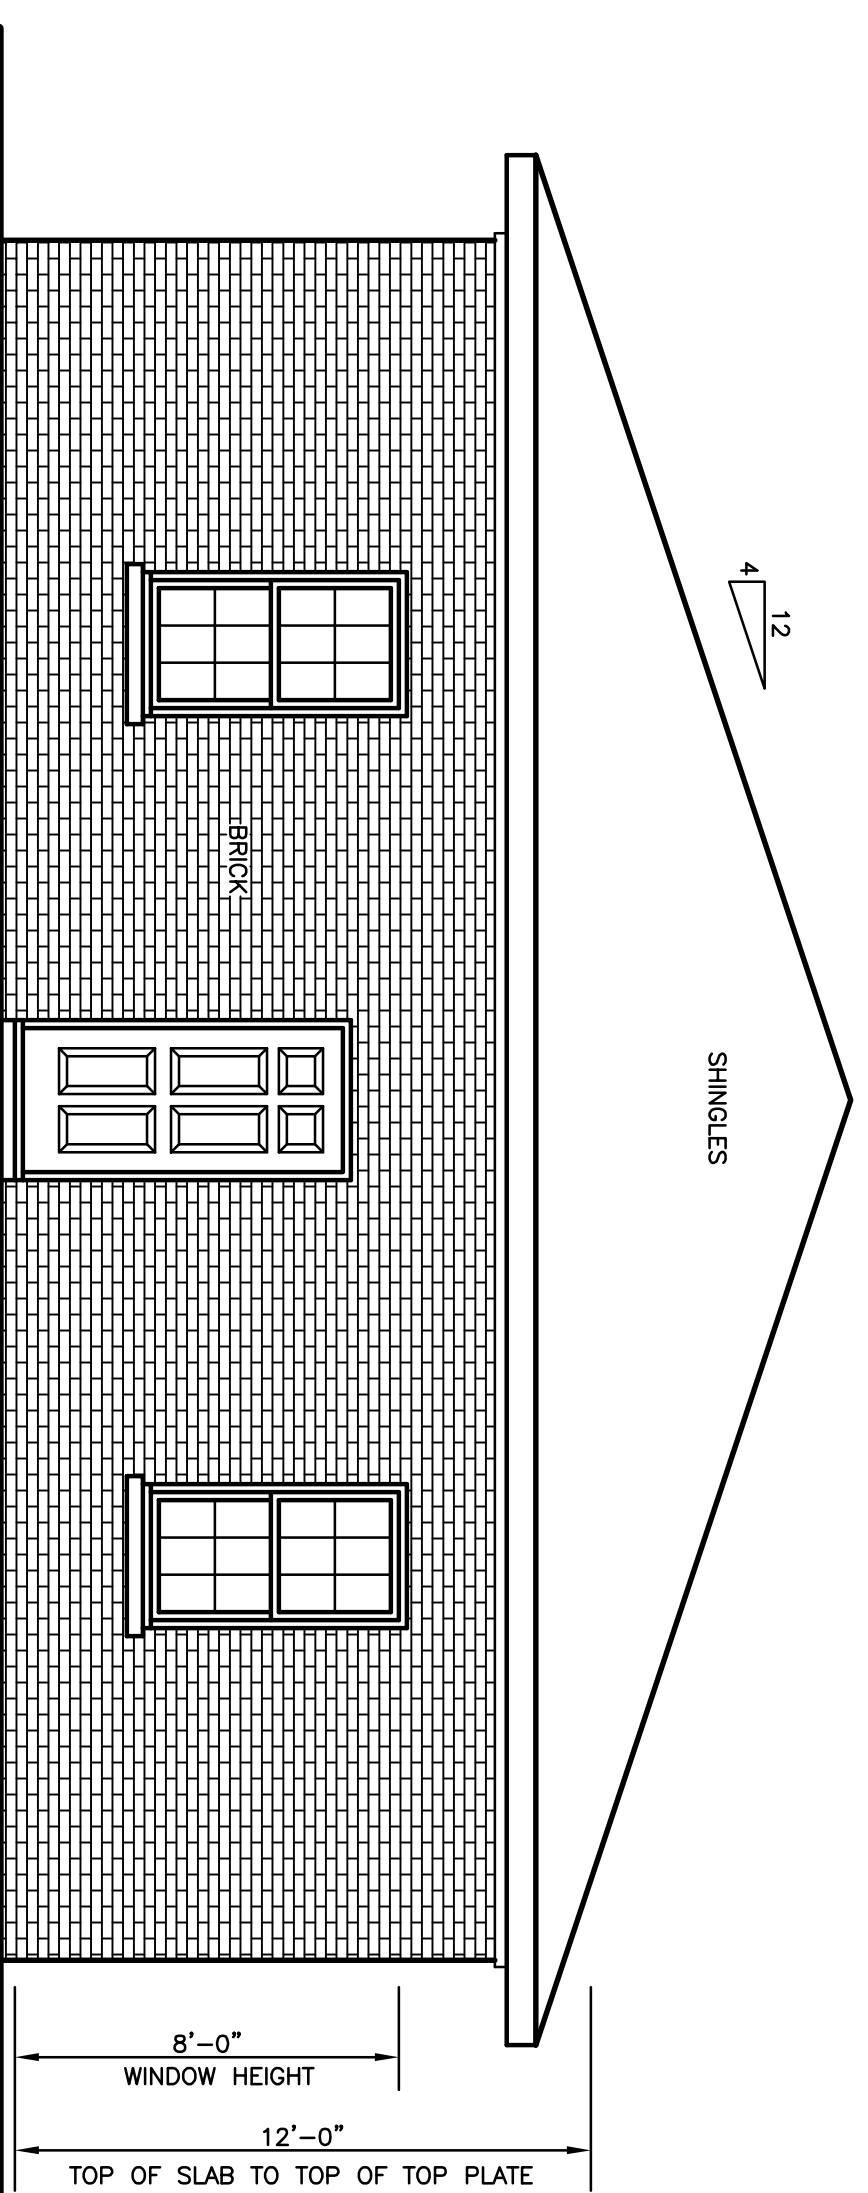 4
12
SHINGLES
BRICK
8'-0"
WINDOW HEIGHT
12'-0"
TOP OF SLAB TO TOP OF TOP PLATE